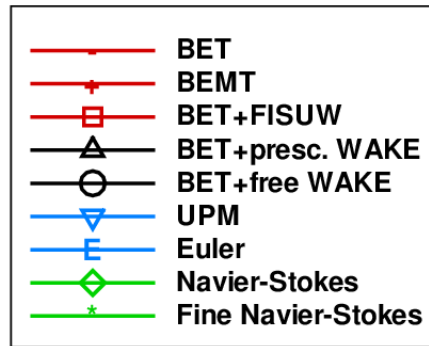 BET
BEMT
BET+FISUW
BET+presc. WAKE
BET+free WAKE
UPM
E Euler
Navier-Stokes
Fine Navier-Stokes